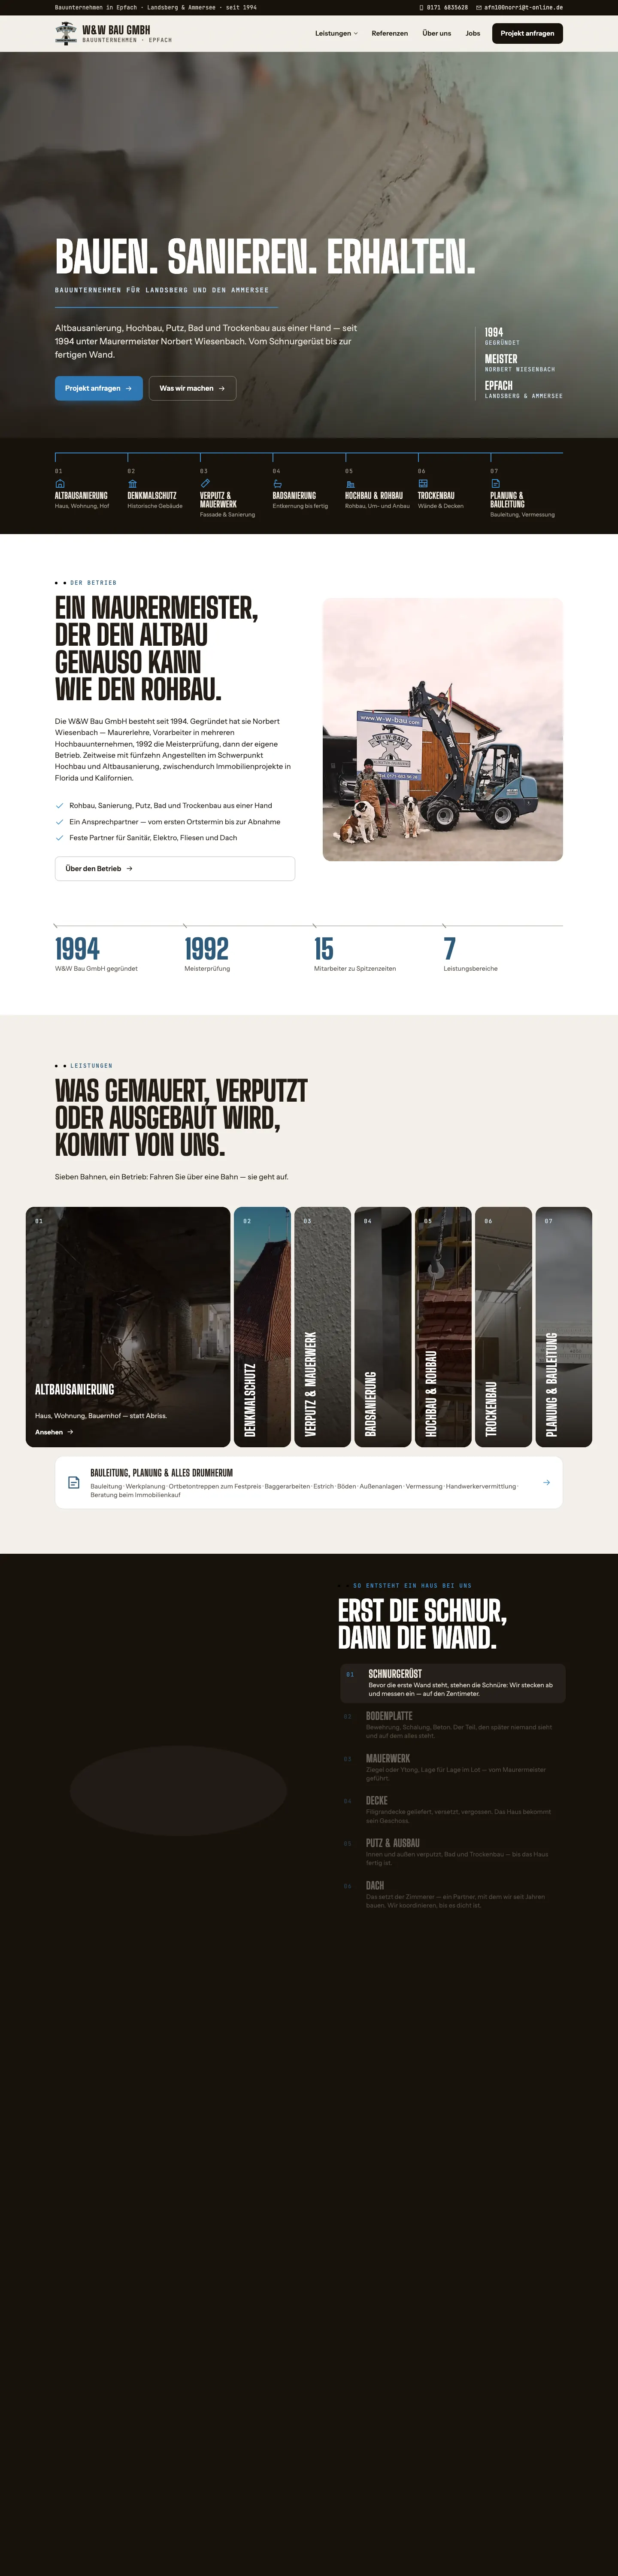 Bauunternehmen in Epfach · Landsberg & Ammersee · seit 1994
0171 6835628
afn100norri@t-online.de
W&W BAU GMBH
BAUUNTERNEHMEN · EPFACH
Leistungen
Referenzen
Über uns
Jobs
Projekt anfragen
BAUEN. SANIEREN. ERHALTEN.
BAUUNTERNEHMEN FÜR LANDSBERG UND DEN AMMERSEE
Altbausanierung, Hochbau, Putz, Bad und Trockenbau aus einer Hand — seit
1994 unter Maurermeister Norbert Wiesenbach. Vom Schnurgerüst bis zur
fertigen Wand.
Projekt anfragen →
Was wir machen →
1994
GEGRÜNDET
MEISTER
NORBERT WIESENBACH
EPFACH
LANDSBERG & AMMERSEE
01
ALTBAUSANIERUNG
Haus, Wohnung, Hof
02
DENKMALSCHUTZ
Historische Gebäude
03
VERPUTZ &
MAUERWERK
Fassade & Sanierung
04
BADSANIERUNG
Entkernung bis fertig
05
HOCHBAU & ROHBAU
Rohbau, Um- und Anbau
06
TROCKENBAU
Wände & Decken
07
PLANUNG &
BAULEITUNG
Bauleitung, Vermessung
DER BETRIEB
EIN MAURERMEISTER,
DER DEN ALTBAU
GENAUSO KANN
WIE DEN ROHBAU.
Die W&W Bau GmbH besteht seit 1994. Gegründet hat sie Norbert
Wiesenbach — Maurerlehre, Vorarbeiter in mehreren
Hochbauunternehmen, 1992 die Meisterprüfung, dann der eigene
Betrieb. Zeitweise mit fünfzehn Angestellten im Schwerpunkt
Hochbau und Altbausanierung, zwischendurch Immobilienprojekte in
Florida und Kalifornien.
Rohbau, Sanierung, Putz, Bad und Trockenbau aus einer Hand
Ein Ansprechpartner — vom ersten Ortstermin bis zur Abnahme
Feste Partner für Sanitär, Elektro, Fliesen und Dach
Über den Betrieb →
www.w-w-bau.com
W&W-BAU
1994
W&W Bau GmbH gegründet
1992
Meisterprüfung
15
Mitarbeiter zu Spitzenzeiten
7
Leistungsbereiche
LEISTUNGEN
WAS GEMAUERT, VERPUTZT
ODER AUSGEBAUT WIRD,
KOMMT VON UNS.
Sieben Bahnen, ein Betrieb: Fahren Sie über eine Bahn — sie geht auf.
01
ALTBAUSANIERUNG
Haus, Wohnung, Bauernhof — statt Abriss.
Ansehen →
02
DENKMALSCHUTZ
03
VERPUTZ & MAUERWERK
04
BADSANIERUNG
05
HOCHBAU & ROHBAU
06
TROCKENBAU
07
PLANUNG & BAULEITUNG
BAULEITUNG, PLANUNG & ALLES DRUMHERUM
Bauleitung · Werkplanung · Ortbetontreppen zum Festpreis · Baggerarbeiten · Estrich · Böden · Außenanlagen · Vermessung · Handwerkervermittlung ·
Beratung beim Immobilienkauf
SO ENTSTEHT EIN HAUS BEI UNS
ERST DIE SCHNUR,
DANN DIE WAND.
01
SCHNURGERÜST
Bevor die erste Wand steht, stehen die Schnüre: Wir stecken ab
und messen ein — auf den Zentimeter.
02
BODENPLATTE
Bewehrung, Schalung, Beton. Der Teil, den später niemand sieht
und auf dem alles steht.
03
MAUERWERK
Ziegel oder Ytong, Lage für Lage im Lot — vom Maurermeister
geführt.
04
DECKE
Filigrandecke geliefert, versetzt, vergossen. Das Haus bekommt
sein Geschoss.
05
PUTZ & AUSBAU
Innen und außen verputzt, Bad und Trockenbau — bis das Haus
fertig ist.
06
DACH
Das setzt der Zimmerer — ein Partner, mit dem wir seit Jahren
bauen. Wir koordinieren, bis es dicht ist.